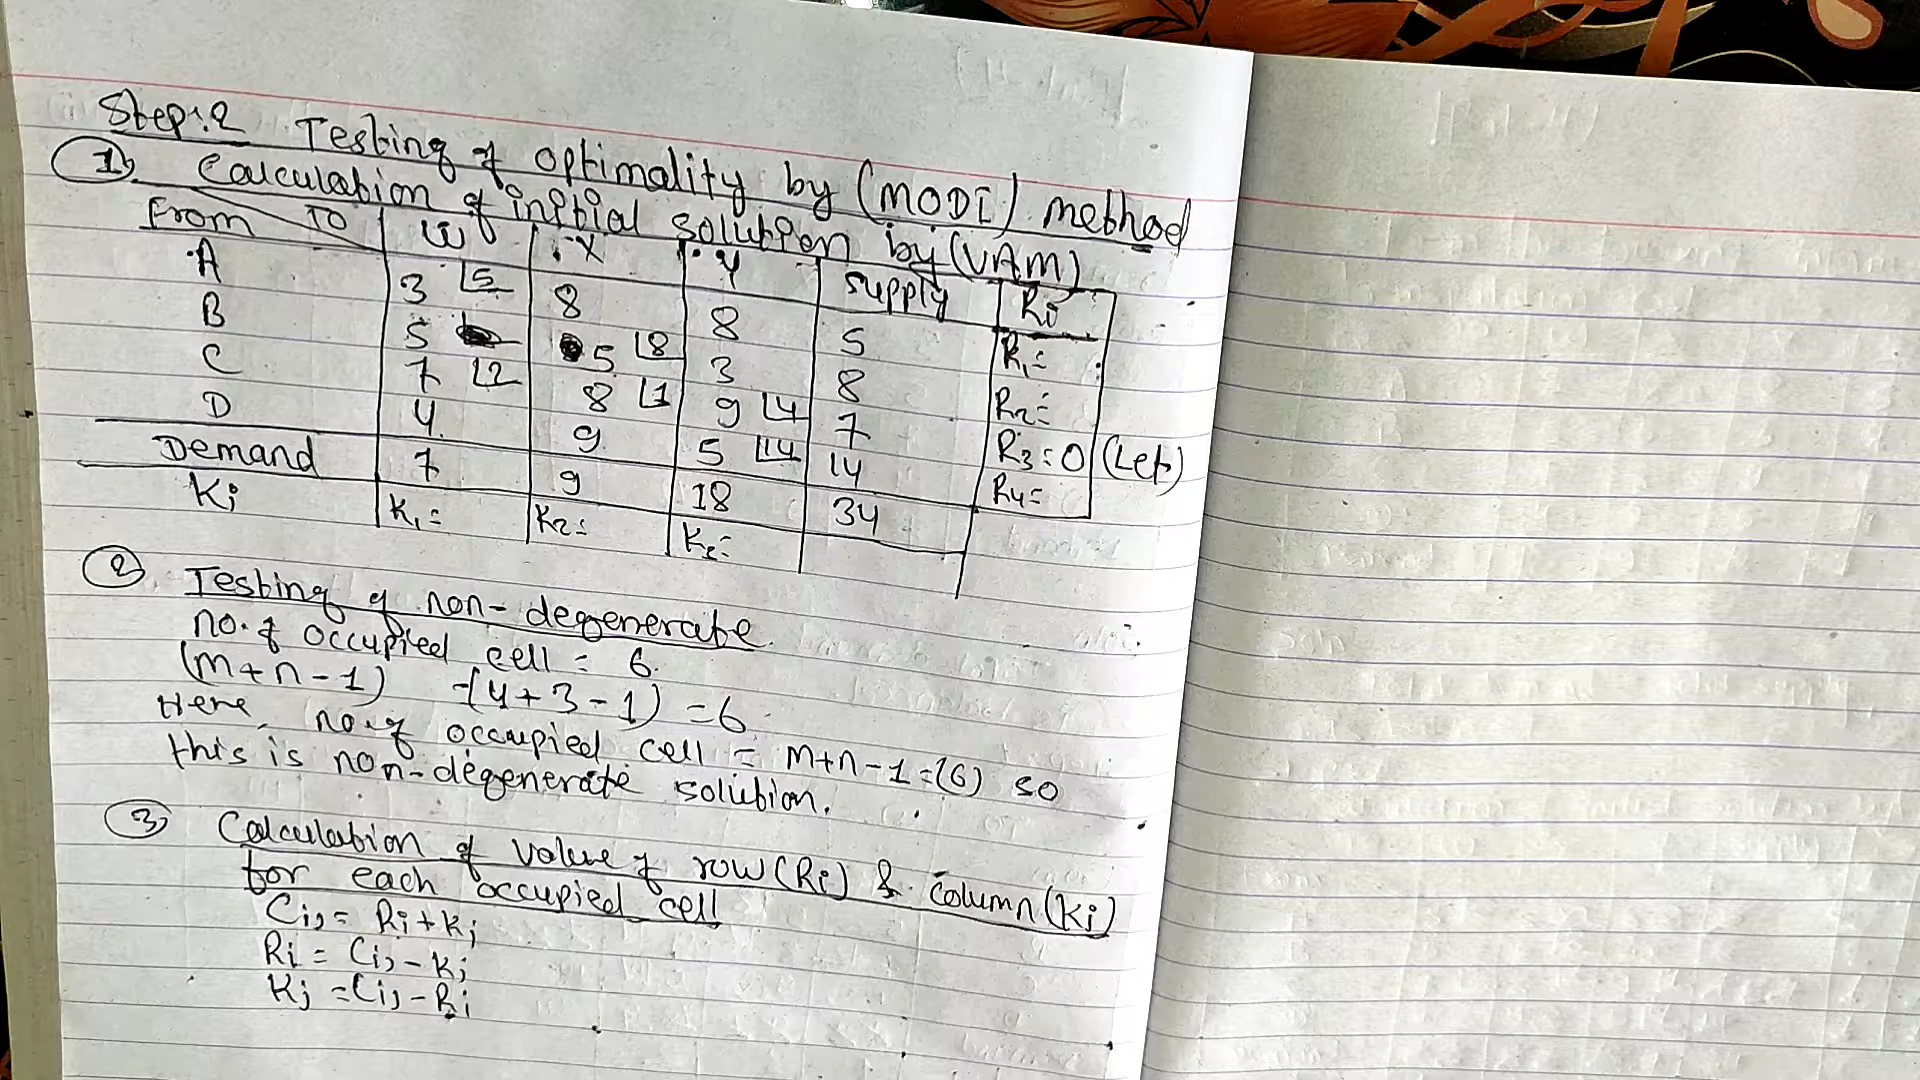 Step:2 Testing of optimality by (MODI) method
1) Calculation of initial solution by (VAM)
From TO W X Y Supply Ri
A 3 5 8 8 5 R1=
B 5 5 8 3 8 R2=
C 7 2 8 1 9 4 7 R3=0 (Let)
D 4 9 5 14 14 R4=
Demand 7 9 18 34
Kj K1= K2= K3=
2 Testing of non-degenerate
no. of occupied cell = 6.
(m+n-1) =(4+3-1) =6.
Here, no. of occupied cell = m+n-1=(6) so
this is non-degenerate solution.
3) Calculation of value of row (Ri) & column (Kj)
for each occupied cell
Cij = Ri+Kj
Ri = Cij-Kj
Kj = Cij-Ri